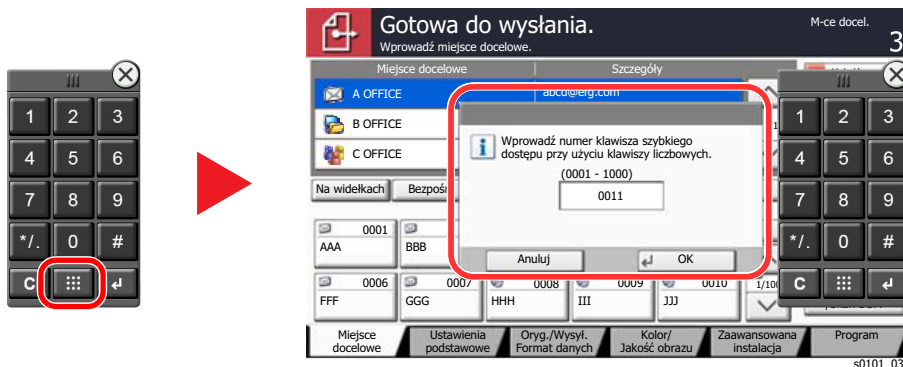 1 2 3
4 5 6
7 8 9
*/. 0 #
C
Gotowa do wysłania.
Wprowadź miejsce docelowe.
M-ce docel.
3
Miejsce docelowe
Szczegóły
A OFFICE
abcd@efg.com
B OFFICE
C OFFICE
Wprowadź numer klawisza szybkiego
dostępu przy użyciu klawiszy liczbowych.
(0001 - 1000)
0011
Anuluj
OK
Na widełkach
0001
AAA
BBB
0006
FFF
0007
GGG
0008
HHH
0009
III
0010
JJJ
1 2 3
4 5 6
7 8 9
*/. 0 #
C
Miejsce
docelowe
Ustawienia
podstawowe
Oryg./Wysył.
Format danych
Kolor/
Jakość obrazu
Zaawansowana
instalacja
Program
s0101_03